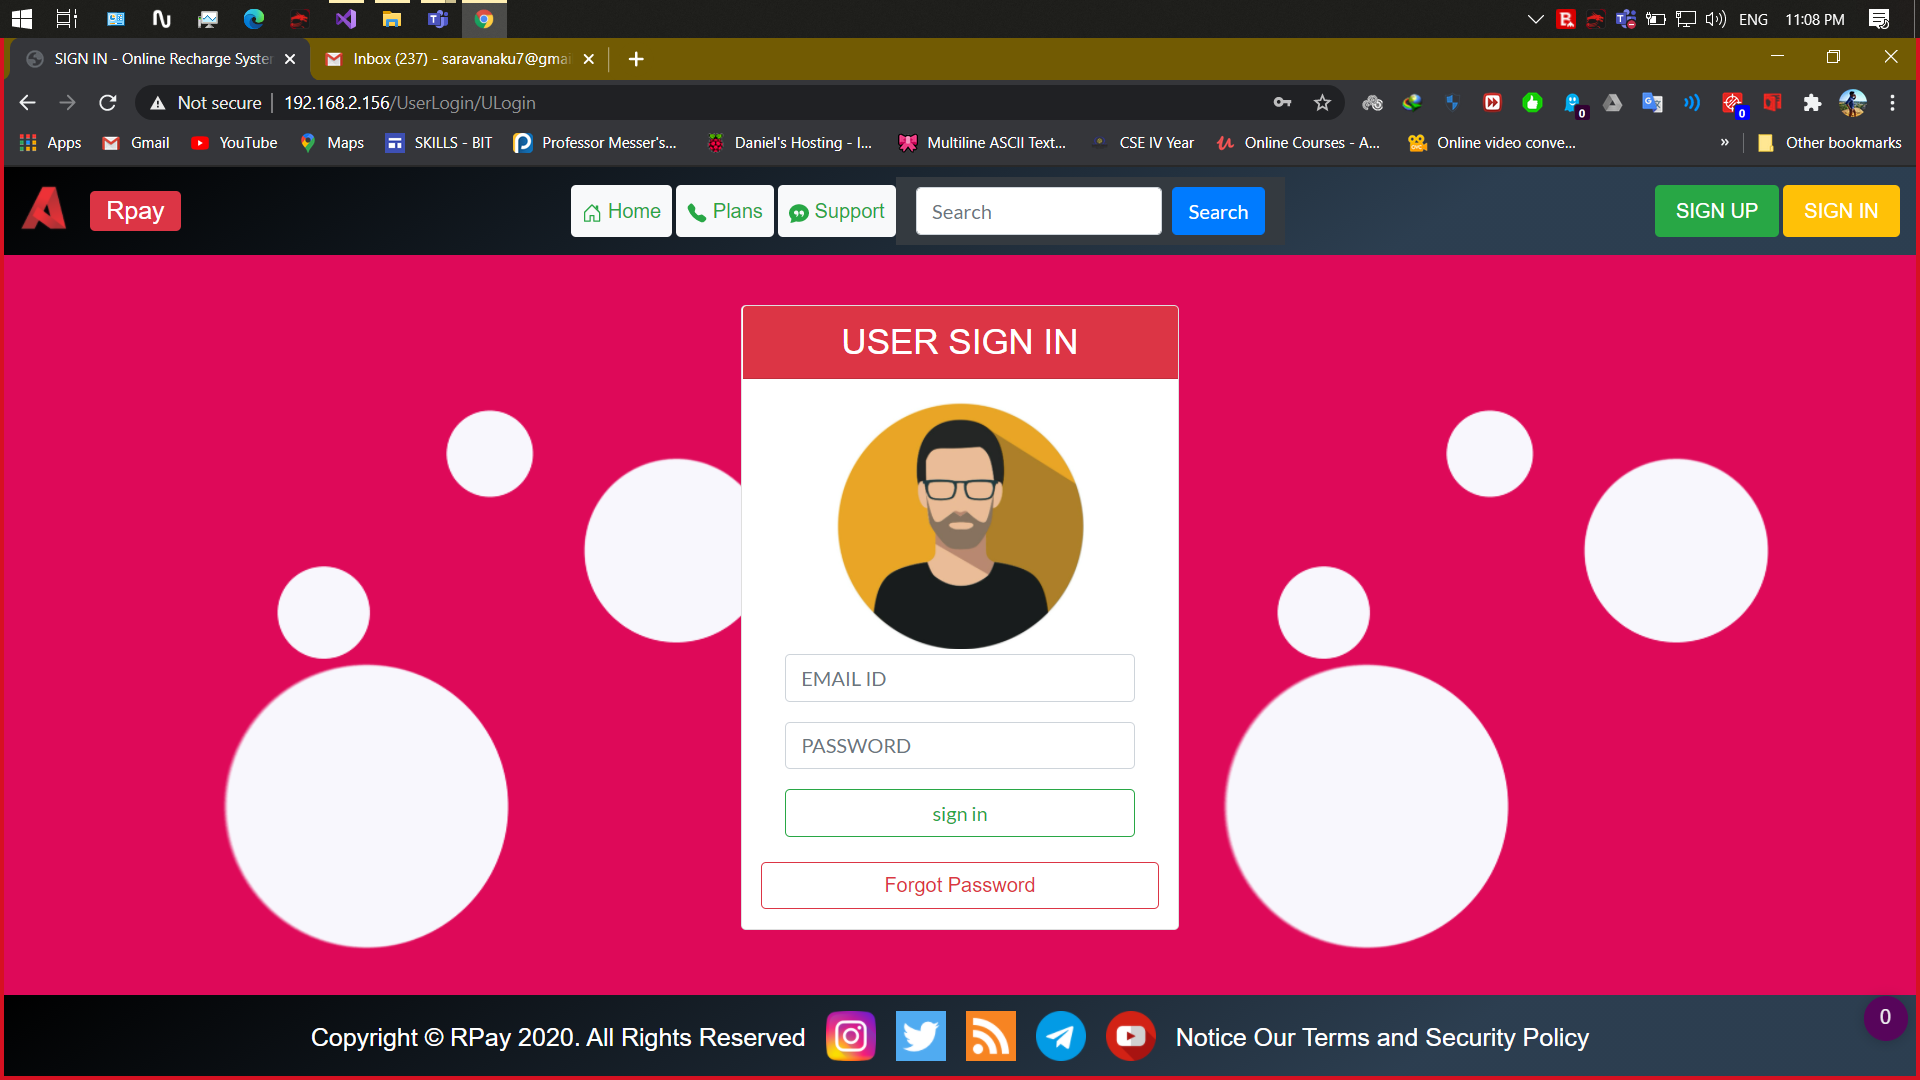 ENG 11:08 PM
SIGN IN - Online Recharge Syster
Inbox (237) - saravanaku7@gmai
Not secure | 192.168.2.156/UserLogin/ULogin
0
0
Apps Gmail YouTube Maps SKILLS - BIT Professor Messer's... Daniel's Hosting - I... Multiline ASCII Text... CSE IV Year Online Courses - A... Online video conve... » Other bookmarks
Rpay Home Plans Support Search Search SIGN UP SIGN IN
USER SIGN IN
EMAIL ID
PASSWORD
sign in
Forgot Password
Copyright © RPay 2020. All Rights Reserved Notice Our Terms and Security Policy
0